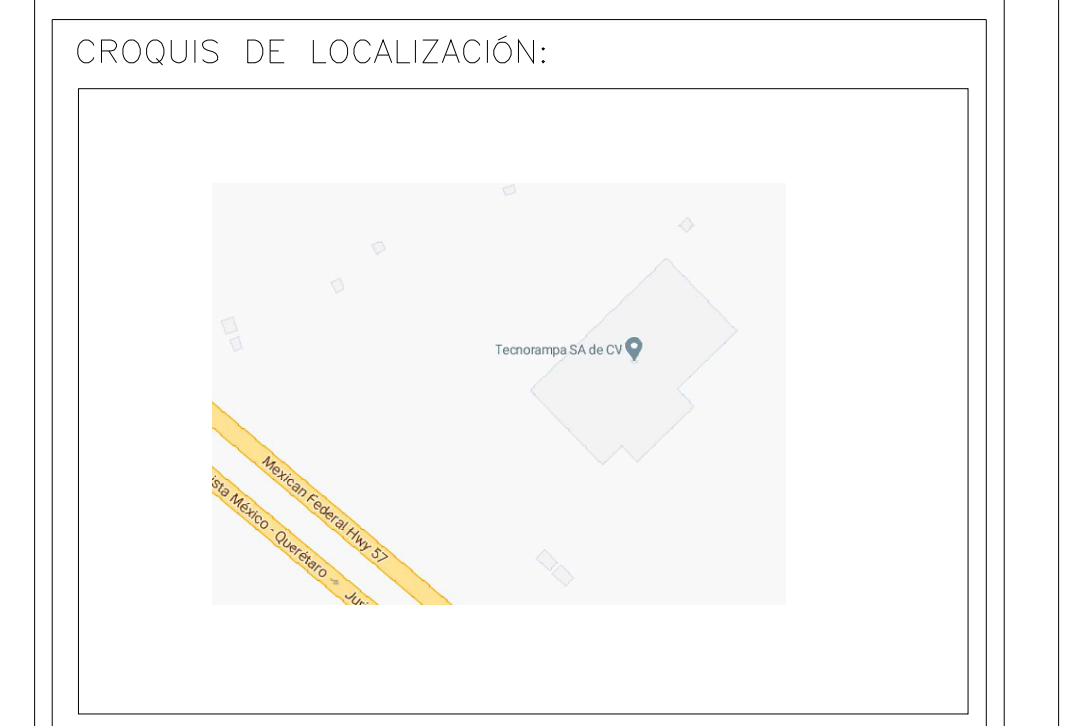 CROQUIS DE LOCALIZACIÓN:
Tecnorampa SA de CV
Mexican Federal Hwy 57
ista México - Querétaro